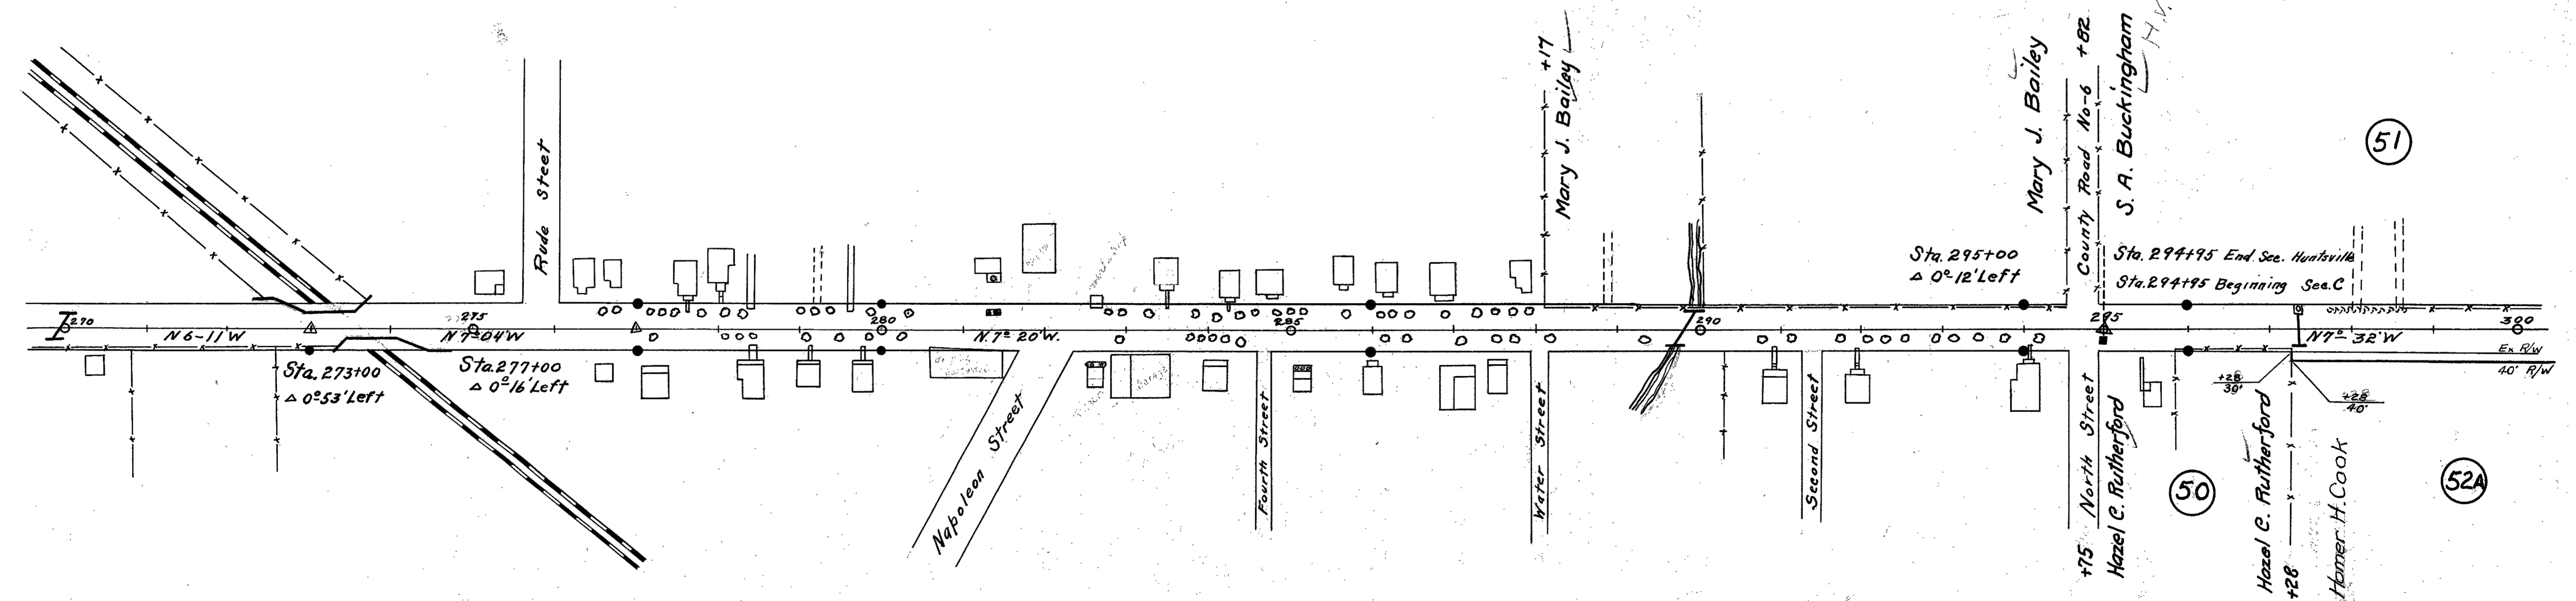 Rude Steet
+17
Mary J. Bailey
Mary J. Bailey
County Road No-6 +82
S. A. Buckingham
H.V.
51
Sta. 295+00
Δ 0°-12' Left
Sta. 294+95 End. Sec. Huntsville
Sta. 294+95 Beginning Sec. C
270
N 6-11 W
275
N 7°-04' W
280
N. 7° 20' W.
285
290
295
N 7°- 32' W
300
Ex R/W
40' R/W
Sta. 273+00
Δ 0°53' Left
Sta. 277+00
Δ 0°16' Left
Napoleon Street
Fourth Street
Water Street
Second Street
+75 North Street
Hazel C. Rutherford
50
+28
30'
+28
40'
Hazel C. Rutherford
+28
Homer H. Cook
52A